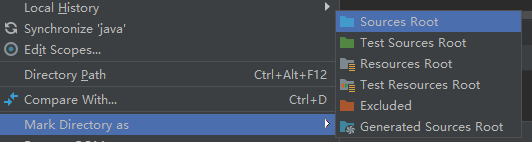 Local History
Synchronize 'java'
Edit Scopes...
Directory Path Ctrl+Alt+F12
Compare With... Ctrl+D
Mark Directory as
Sources Root
Test Sources Root
Resources Root
Test Resources Root
Excluded
Generated Sources Root